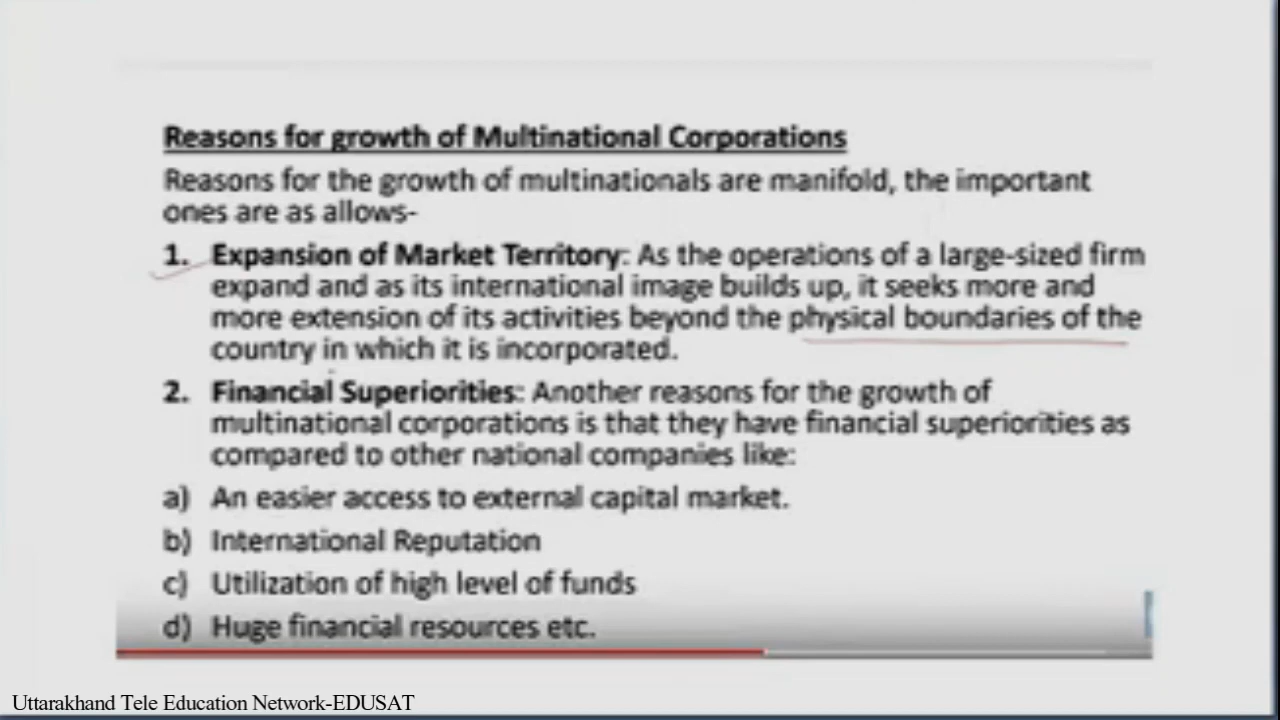 Reasons for growth of Multinational Corporations
Reasons for the growth of multinationals are manifold, the important
ones are as allows-
1. Expansion of Market Territory: As the operations of a large-sized firm
expand and as its international image builds up, it seeks more and
more extension of its activities beyond the physical boundaries of the
country in which it is incorporated.
2. Financial Superiorities: Another reasons for the growth of
multinational corporations is that they have financial superiorities as
compared to other national companies like:
a) An easier access to external capital market.
b) International Reputation
c) Utilization of high level of funds
d) Huge financial resources etc.
Uttarakhand Tele Education Network-EDUSAT